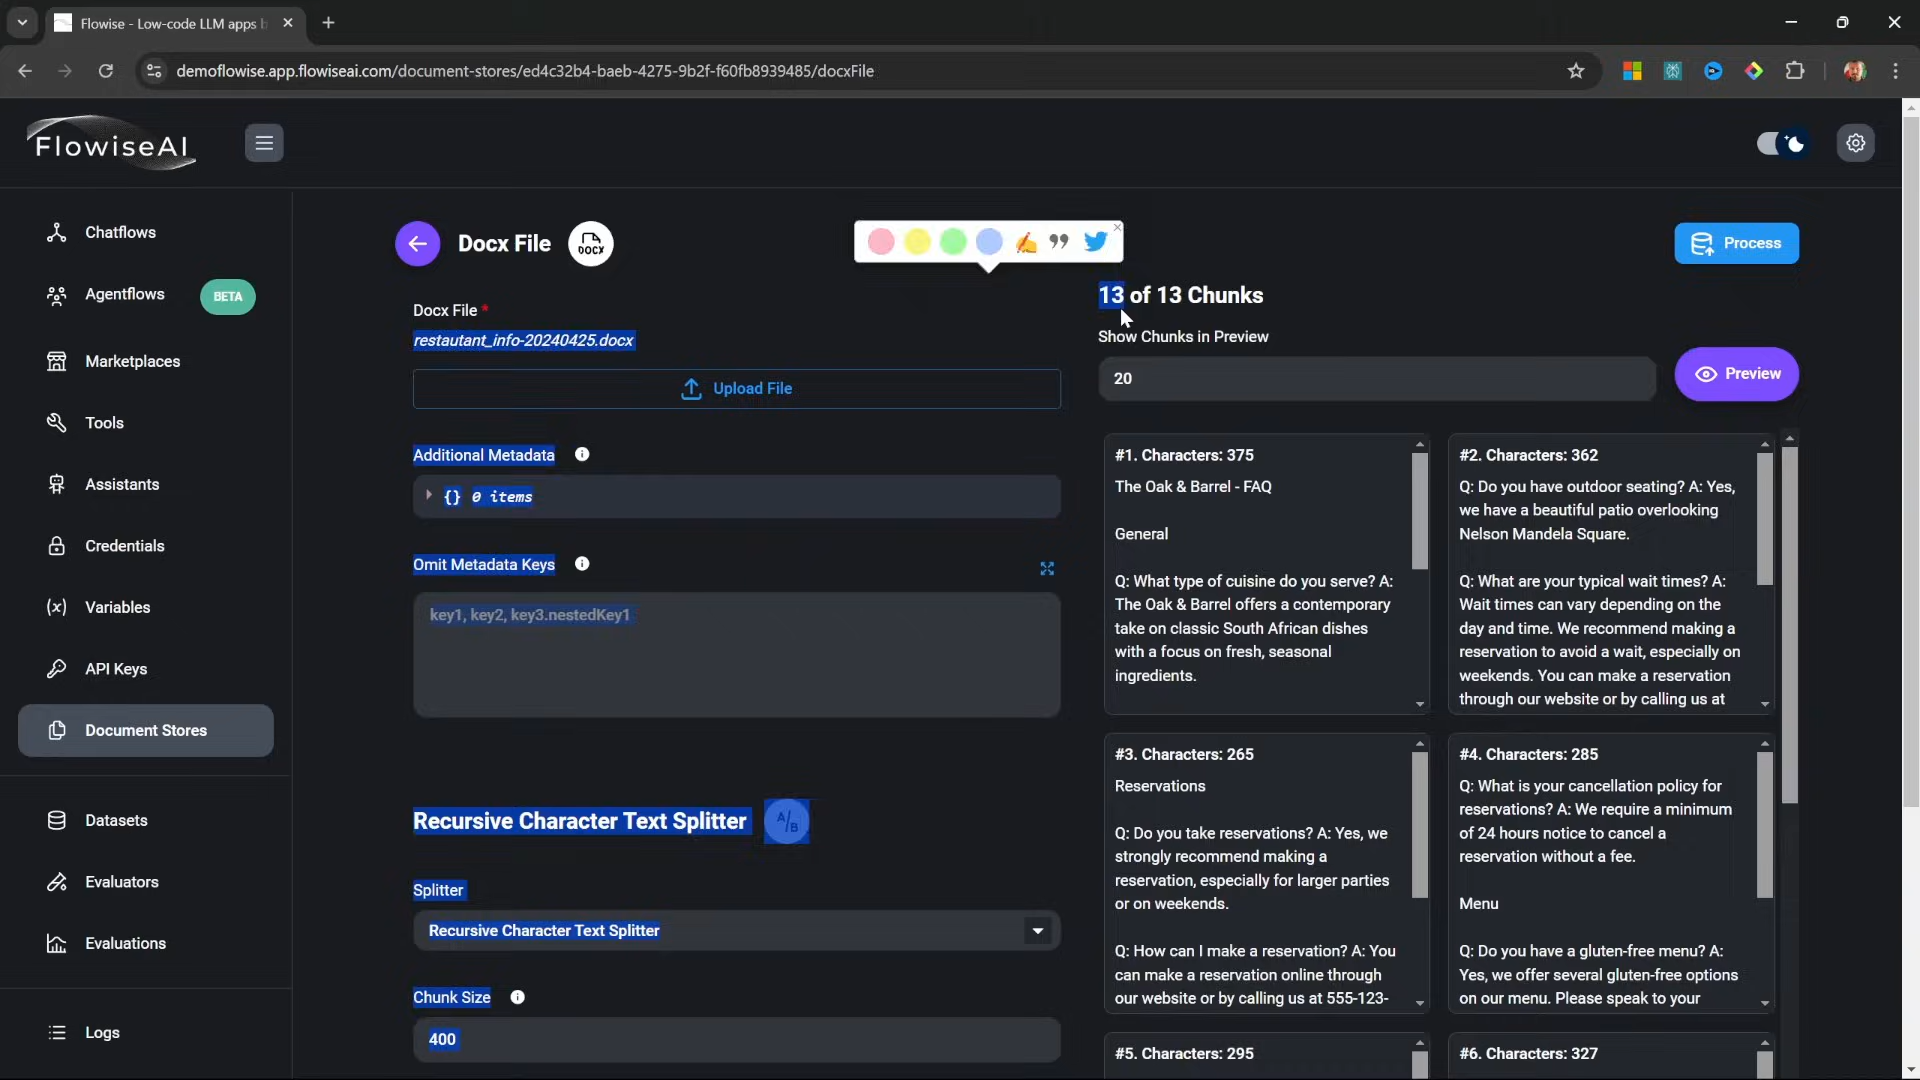 Flowise - Low-code LLM apps b
demoflowise.app.flowiseai.com/document-stores/ed4c32b4-baeb-4275-9b2f-f60fb8939485/docxFile
FlowiseAI
Chatflows
Agentflows
BETA
Marketplaces
Tools
Assistants
Credentials
Variables
API Keys
Document Stores
Datasets
Evaluators
Evaluations
Logs
Docx File
DOCX
Process
Docx File *
restautant_info-20240425.docx
Upload File
Additional Metadata
{} 0 items
Omit Metadata Keys
key1, key2, key3.nestedKey1
Recursive Character Text Splitter
A/B
Splitter
Recursive Character Text Splitter
Chunk Size
400
13 of 13 Chunks
Show Chunks in Preview
20
Preview
#1. Characters: 375
The Oak & Barrel - FAQ
General
Q: What type of cuisine do you serve? A:
The Oak & Barrel offers a contemporary
take on classic South African dishes
with a focus on fresh, seasonal
ingredients.
#2. Characters: 362
Q: Do you have outdoor seating? A: Yes,
we have a beautiful patio overlooking
Nelson Mandela Square.
Q: What are your typical wait times? A:
Wait times can vary depending on the
day and time. We recommend making a
reservation to avoid a wait, especially on
weekends. You can make a reservation
through our website or by calling us at
#3. Characters: 265
Reservations
Q: Do you take reservations? A: Yes, we
strongly recommend making a
reservation, especially for larger parties
or on weekends.
Q: How can I make a reservation? A: You
can make a reservation online through
our website or by calling us at 555-123-
#4. Characters: 285
Q: What is your cancellation policy for
reservations? A: We require a minimum
of 24 hours notice to cancel a
reservation without a fee.
Menu
Q: Do you have a gluten-free menu? A:
Yes, we offer several gluten-free options
on our menu. Please speak to your
#5. Characters: 295
#6. Characters: 327